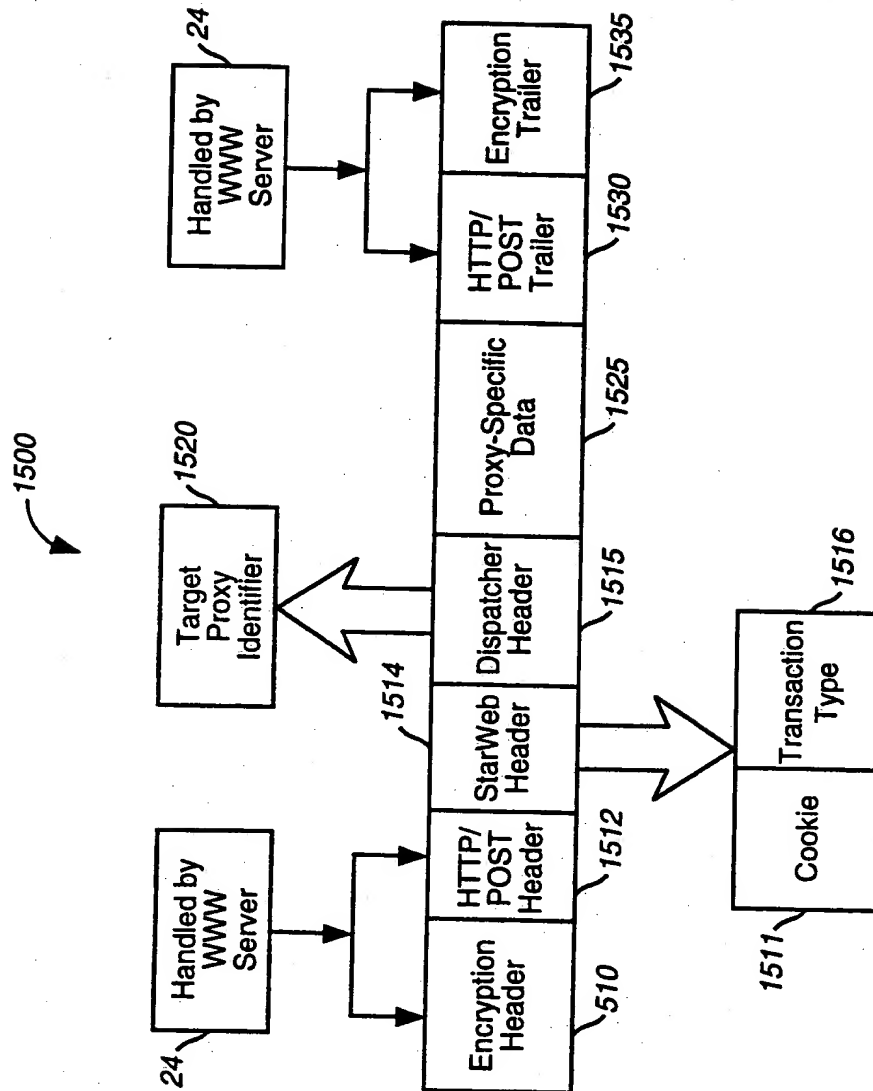 1500
24
Handled by
WWW
Server
1520
Target
Proxy
Identifier
24
Handled by
WWW
Server
1514
Encryption
Header
HTTP/
POST
Header
StarWeb
Header
Dispatcher
Header
Proxy-Specific
Data
HTTP/
POST
Trailer
Encryption
Trailer
510
1512
1515
1525
1530
1535
1511
Cookie
Transaction
Type
1516